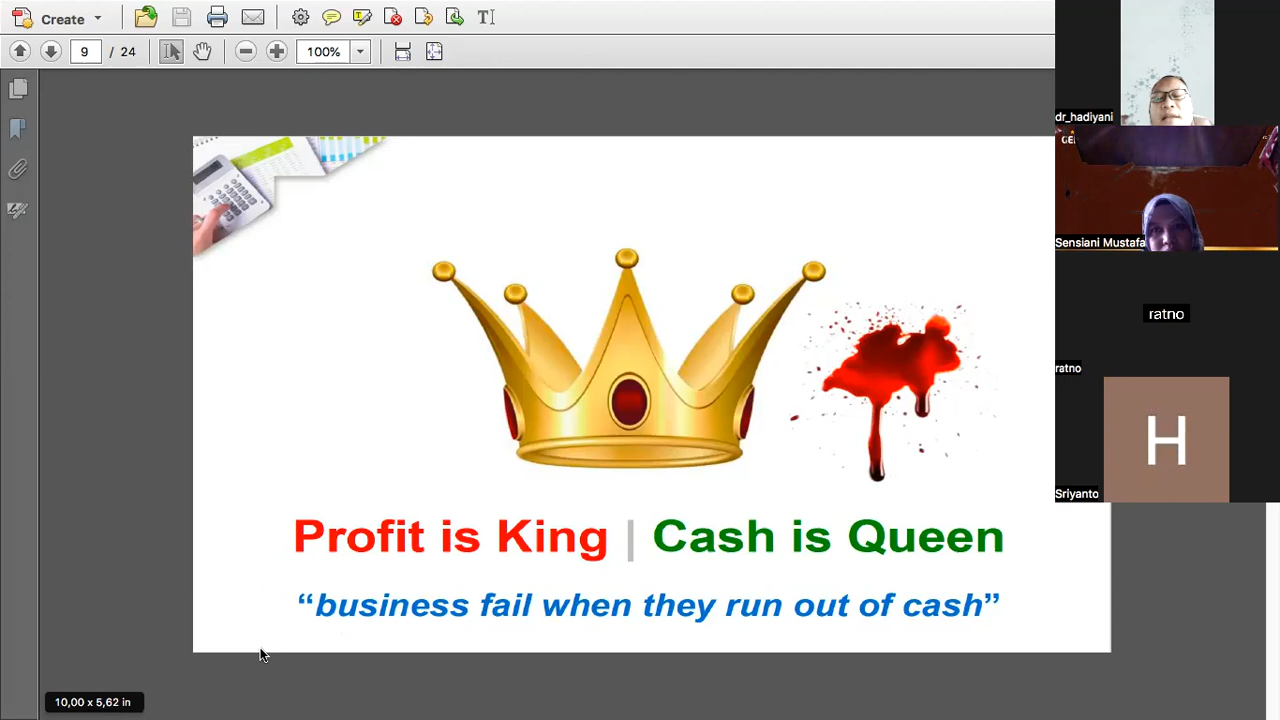 Create
9 / 24
100%
dr_hadiyani
GE
Sensiani Mustafa
ratno
ratno
H
Sriyanto
Profit is King | Cash is Queen
“business fail when they run out of cash”
10,00 x 5,62 in